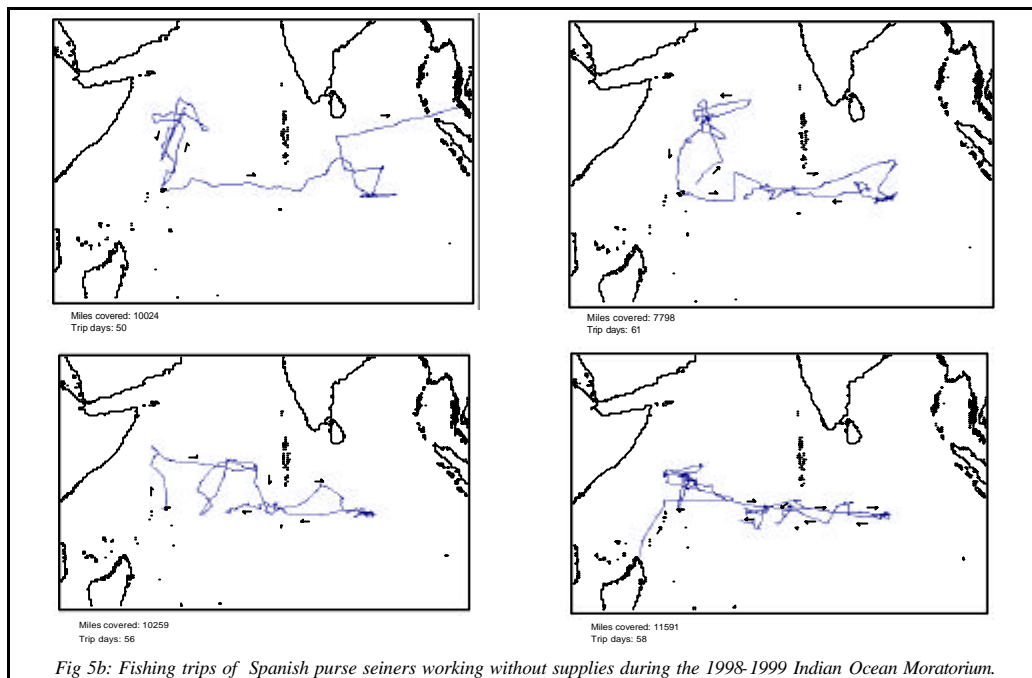 Miles covered: 10024
Trip days: 50
Miles covered: 7798
Trip days: 61
Miles covered: 10259
Trip days: 56
Miles covered: 11591
Trip days: 58
Fig 5b: Fishing trips of Spanish purse seiners working without supplies during the 1998-1999 Indian Ocean Moratorium.